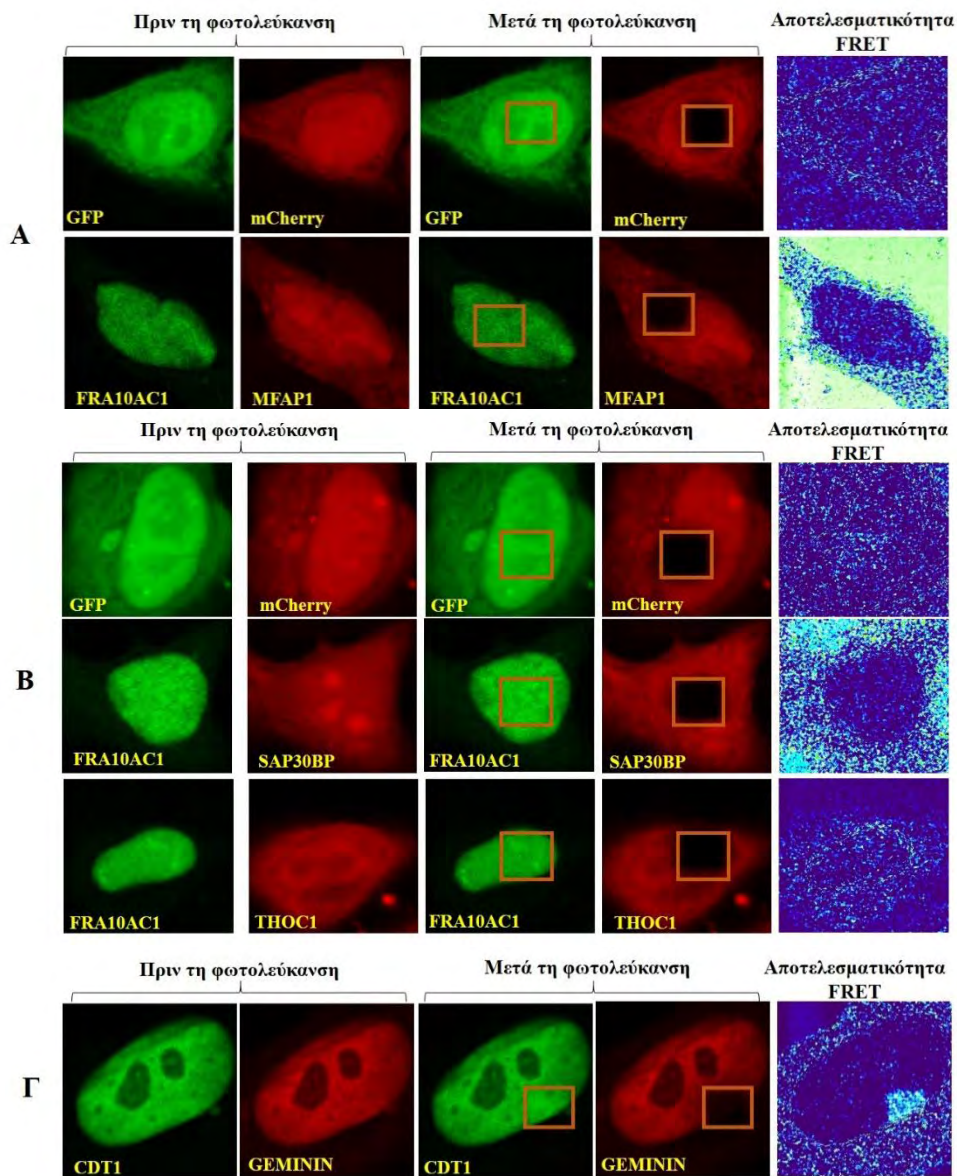 Πριν τη φωτολεύκανση Μετά τη φωτολεύκανση Αποτελεσματικότητα
FRET
GFP mCherry GFP mCherry
Α
FRA10AC1 MFAP1 FRA10AC1 MFAP1
Πριν τη φωτολεύκανση Μετά τη φωτολεύκανση Αποτελεσματικότητα
FRET
GFP mCherry GFP mCherry
Β
FRA10AC1 SAP30BP FRA10AC1 SAP30BP
FRA10AC1 THOC1 FRA10AC1 THOC1
Πριν τη φωτολεύκανση Μετά τη φωτολεύκανση Αποτελεσματικότητα
FRET
Γ
CDT1 GEMININ CDT1 GEMININ